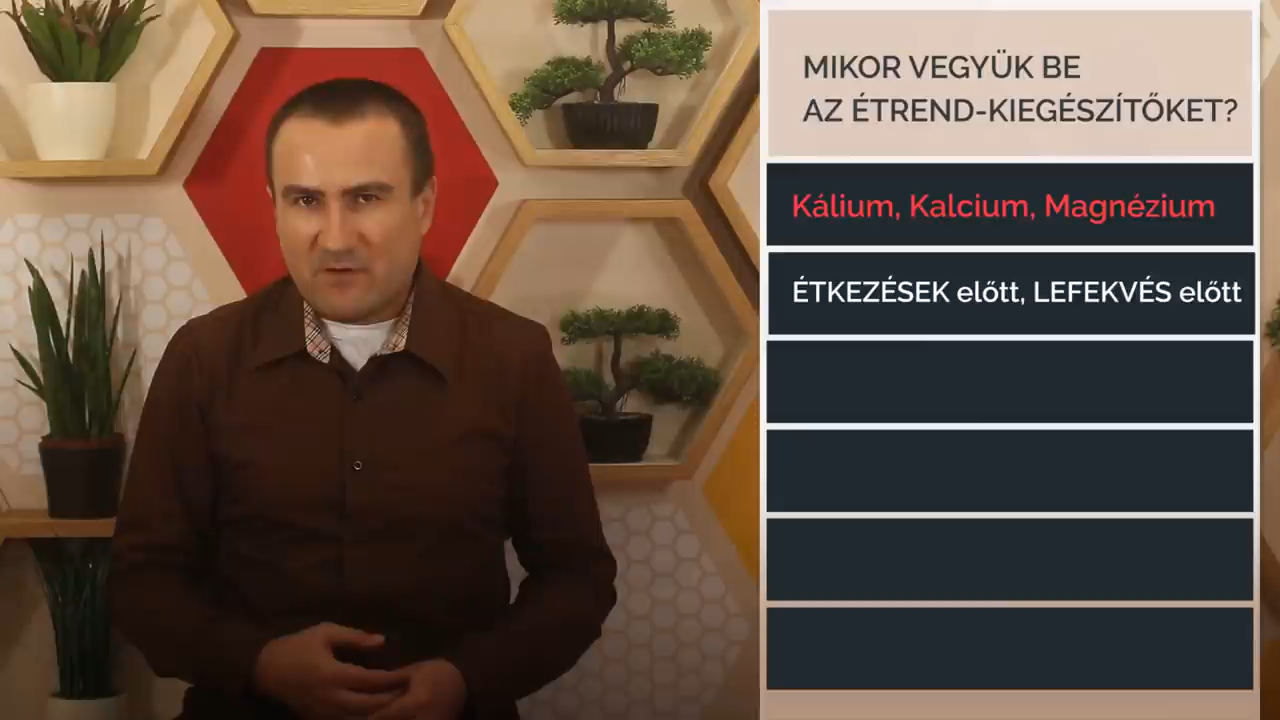 MIKOR VEGYÜK BE
AZ ÉTREND-KIEGÉSZÍTŐKET?
Kálium, Kalcium, Magnézium
ÉTKEZÉSEK előtt, LEFEKVÉS előtt